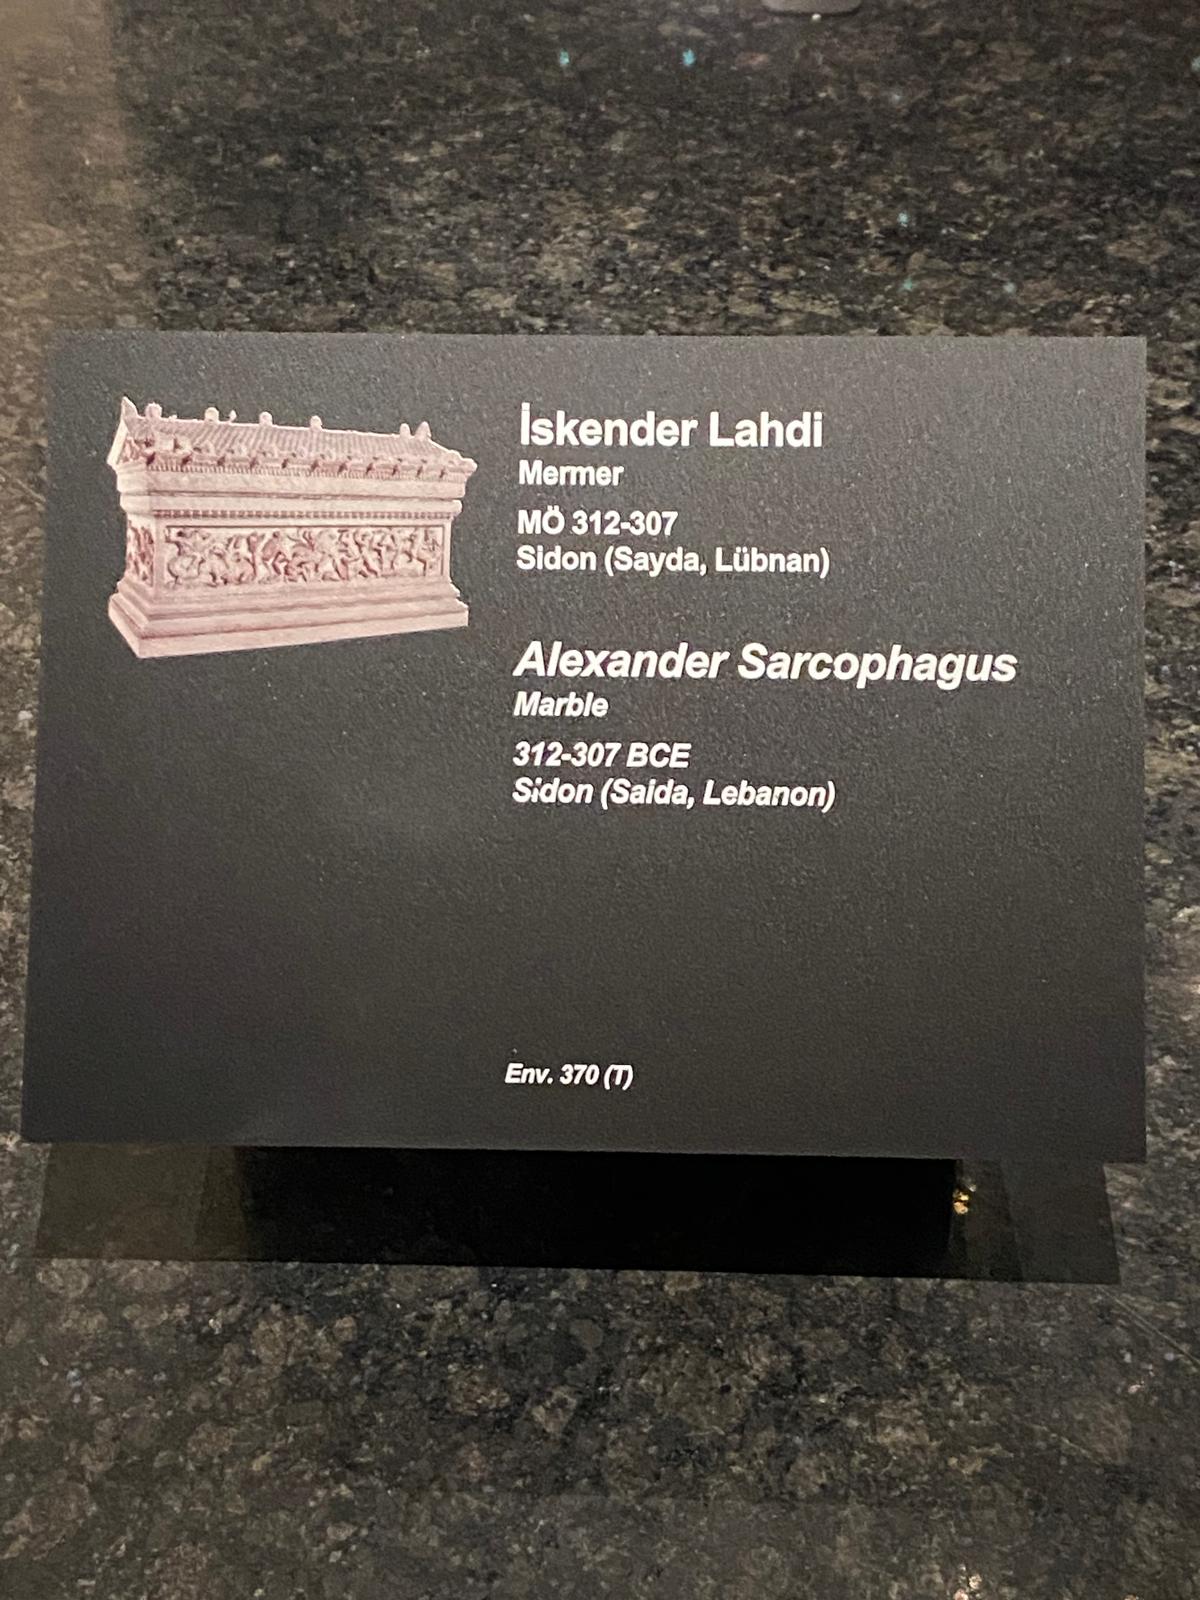 İskender Lahdi
Mermer
MÖ 312-307
Sidon (Sayda, Lübnan)
Alexander Sarcophagus
Marble
312-307 BCE
Sidon (Saida, Lebanon)
Env. 370 (T)